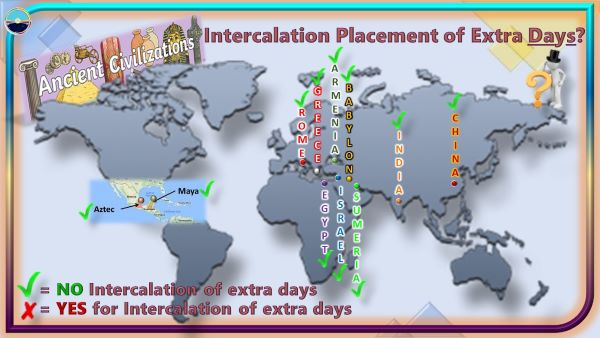 Ancient Civilizations
Intercalation Placement of Extra Days?
ROME
GREECE
ARMENIA
BABYLON
INDIA
CHINA
EGYPT
ISRAEL
SUMERIA
Maya
Aztec
= NO Intercalation of extra days
= YES for Intercalation of extra days